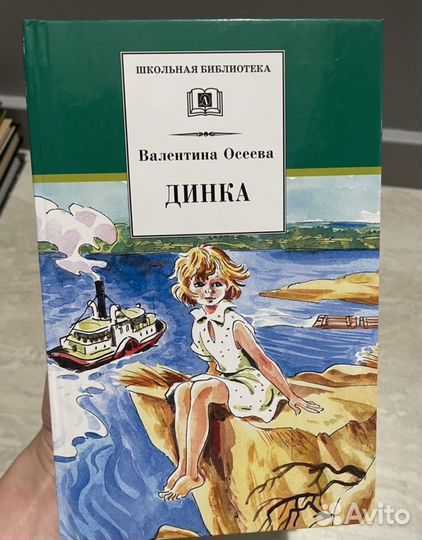 ШКОЛЬНАЯ БИБЛИОТЕКА
Валентина Осеева
ДИНКА
Avito